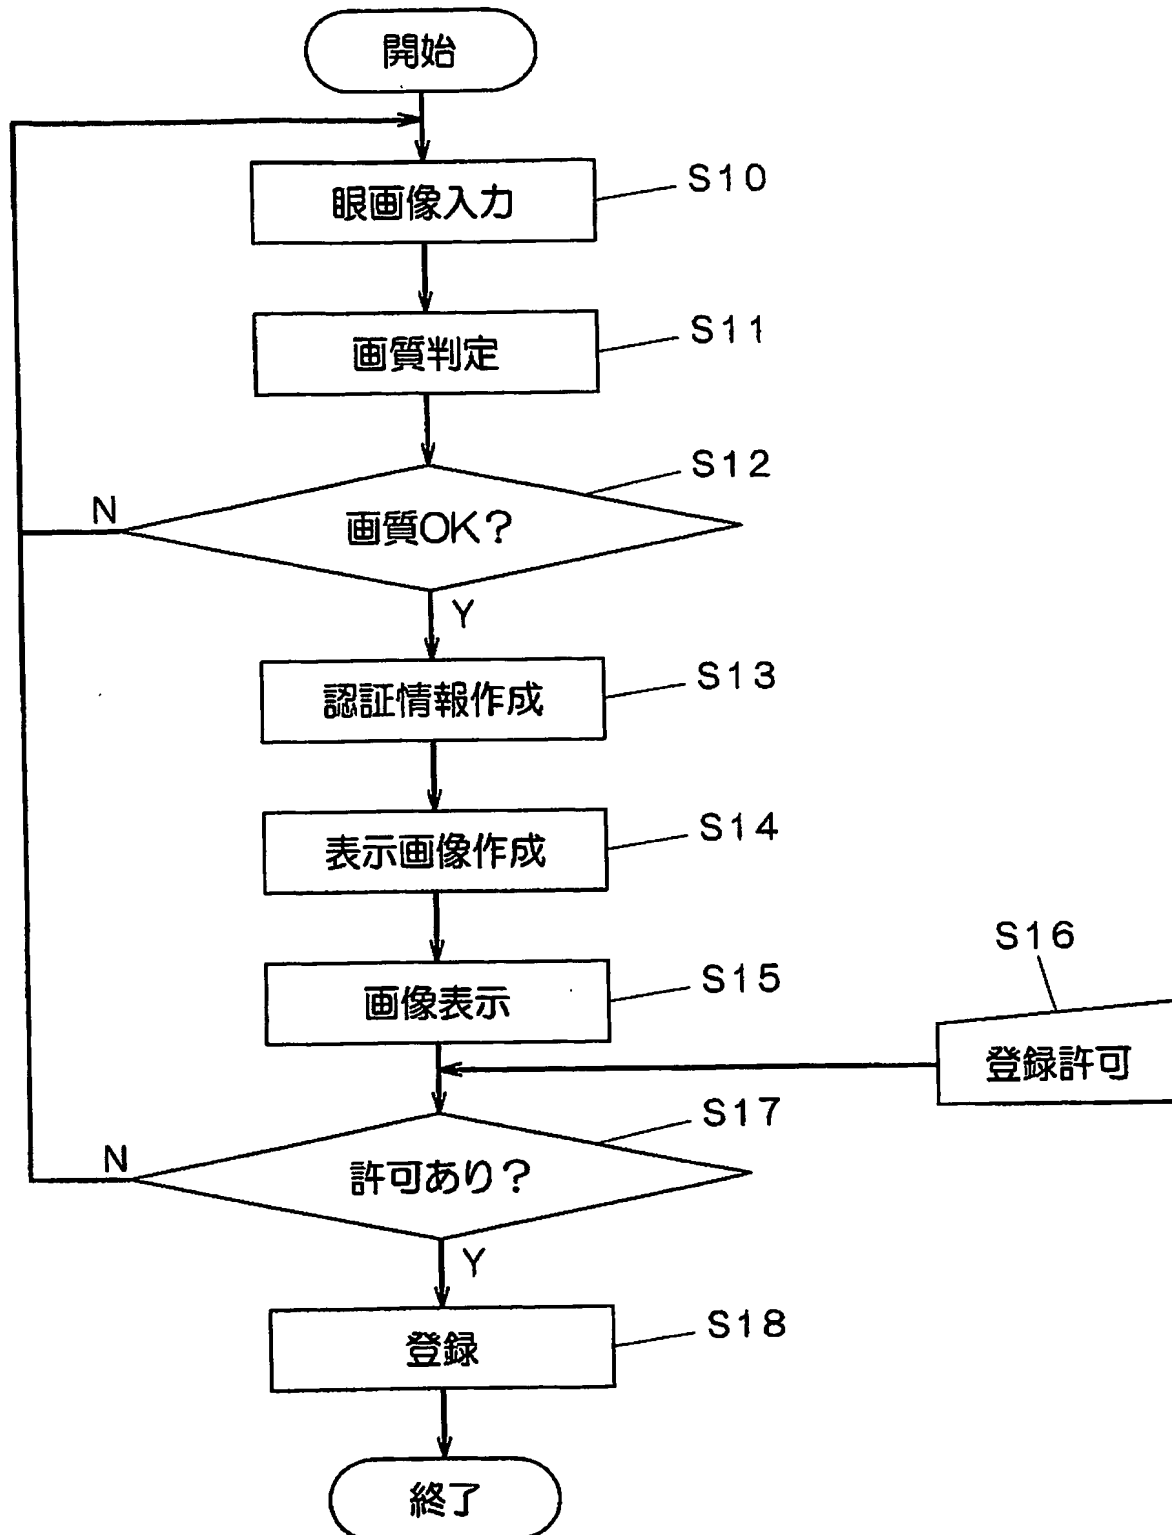 開始
眼画像入力
S10
画質判定
S11
S12
N
画質OK？
Y
認証情報作成
S13
表示画像作成
S14
画像表示
S15
S16
登録許可
S17
N
許可あり？
Y
登録
S18
終了